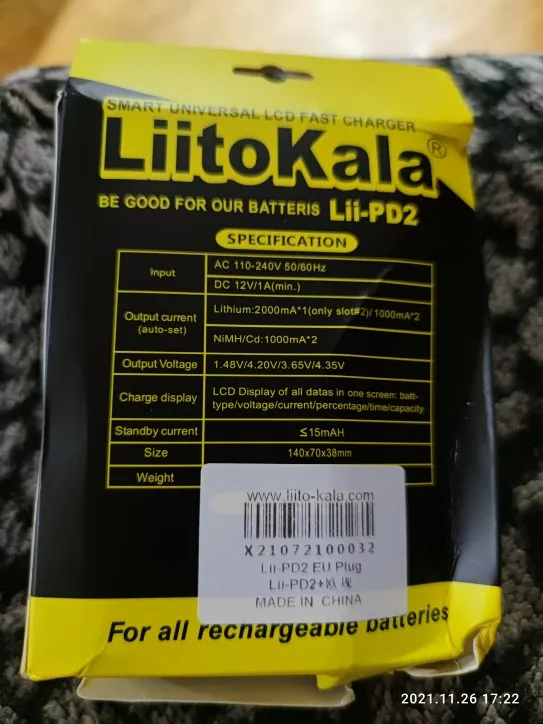 SMART UNIVERSAL LCD FAST CHARGER
LiitoKala®
BE GOOD FOR OUR BATTERIS Lii-PD2
SPECIFICATION
Input
AC 110-240V 50/60Hz
DC 12V/1A(min.)
Output current
(auto-set)
Lithium:2000mA*1(only slot#2)/1000mA*2
NiMH/Cd:1000mA*2
Output Voltage
1.48V/4.20V/3.65V/4.35V
Charge display
LCD Display of all datas in one screen: batt-
type/voltage/current/percentage/time/capacity
Standby current
≤15mAH
Size
140x70x38mm
Weight
www.liito-kala.com
X21072100032
Lii-PD2 EU Plug
Lii-PD2+欧规
MADE IN CHINA
For all rechargeable batteries
2021.11.26 17:22